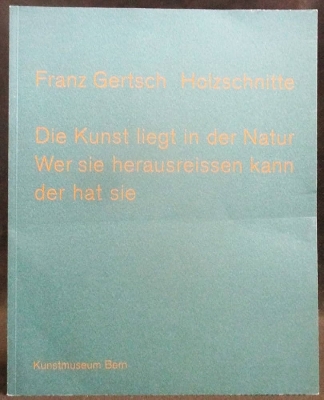 Franz Gertsch Holzschnitte
Die Kunst liegt in der Natur
Wer sie herausreissen kann
der hat sie
Kunstmuseum Bern